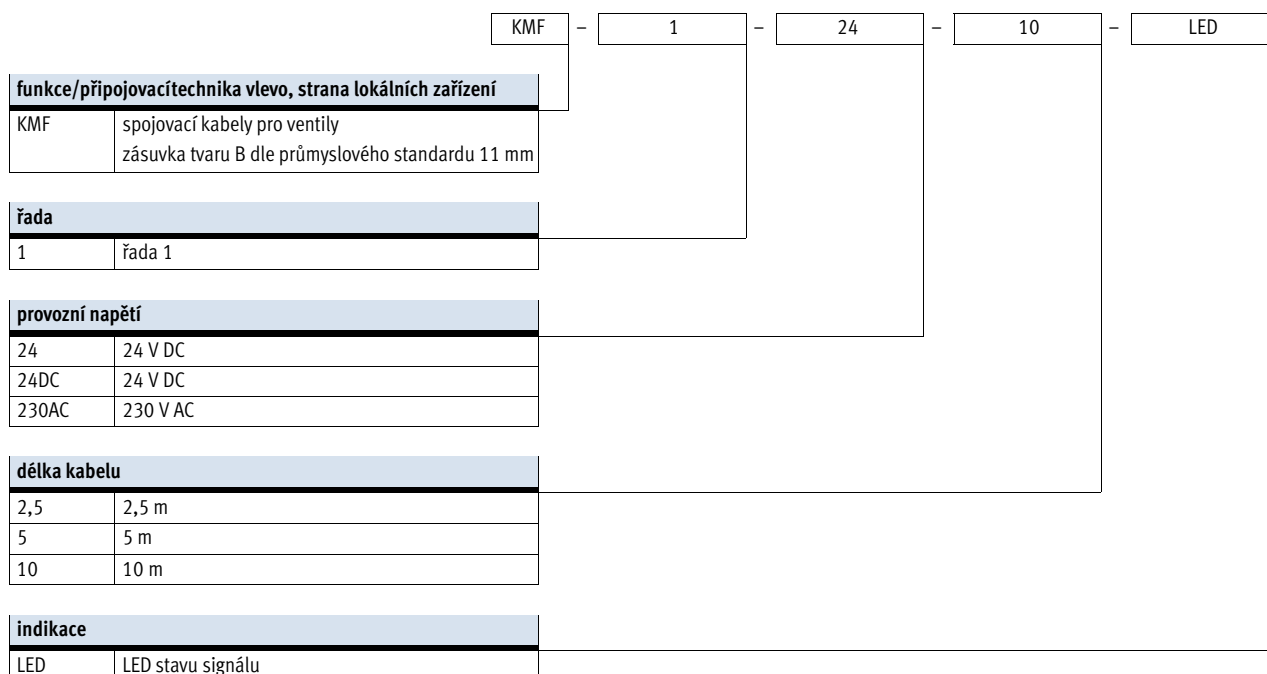 KMF – 1 – 24 – 10 – LED
funkce/připojovacítechnika vlevo, strana lokálních zařízení
KMF spojovací kabely pro ventily
zásuvka tvaru B dle průmyslového standardu 11 mm
řada
1 řada 1
provozní napětí
24 24 V DC
24DC 24 V DC
230AC 230 V AC
délka kabelu
2,5 2,5 m
5 5 m
10 10 m
indikace
LED LED stavu signálu